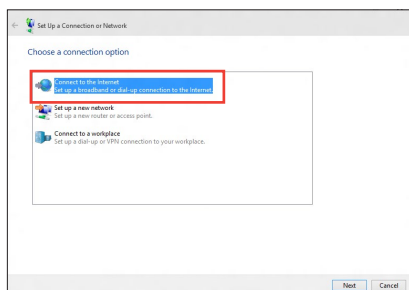 Set Up a Connection or Network
Choose a connection option
Connect to the Internet
Set up a broadband or dial-up connection to the Internet.
Set up a new network
Set up a new router or access point.
Connect to a workplace
Set up a dial-up or VPN connection to your workplace.
Next Cancel